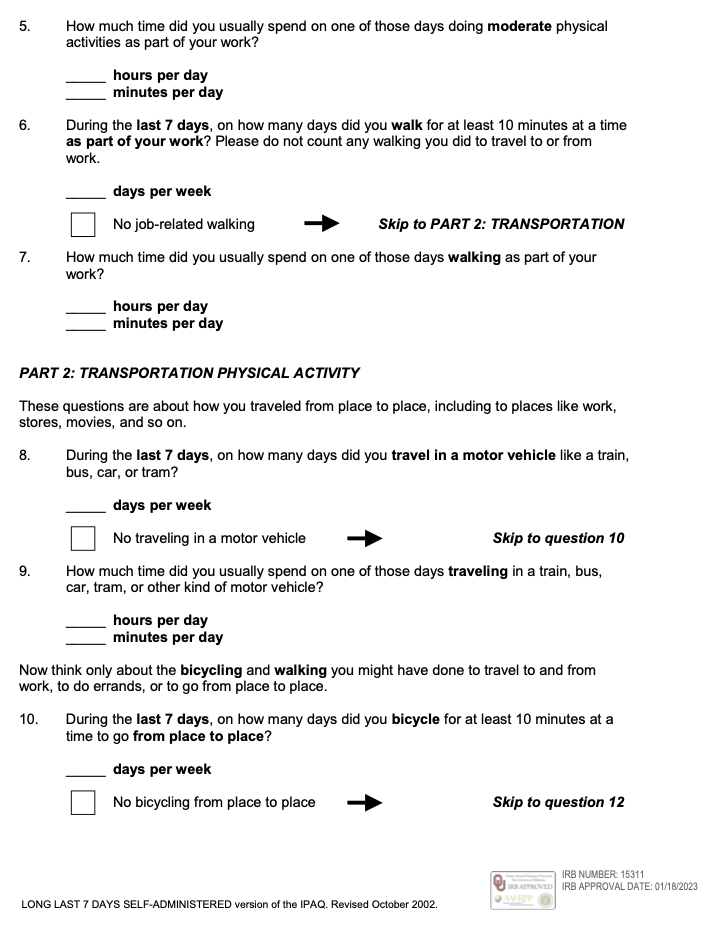 5. How much time did you usually spend on one of those days doing moderate physical
activities as part of your work?
_____ hours per day
_____ minutes per day
6. During the last 7 days, on how many days did you walk for at least 10 minutes at a time
as part of your work? Please do not count any walking you did to travel to or from
work.
_____ days per week
No job-related walking Skip to PART 2: TRANSPORTATION
7. How much time did you usually spend on one of those days walking as part of your
work?
_____ hours per day
_____ minutes per day
PART 2: TRANSPORTATION PHYSICAL ACTIVITY
These questions are about how you traveled from place to place, including to places like work,
stores, movies, and so on.
8. During the last 7 days, on how many days did you travel in a motor vehicle like a train,
bus, car, or tram?
_____ days per week
No traveling in a motor vehicle Skip to question 10
9. How much time did you usually spend on one of those days traveling in a train, bus,
car, tram, or other kind of motor vehicle?
_____ hours per day
_____ minutes per day
Now think only about the bicycling and walking you might have done to travel to and from
work, to do errands, or to go from place to place.
10. During the last 7 days, on how many days did you bicycle for at least 10 minutes at a
time to go from place to place?
_____ days per week
No bicycling from place to place Skip to question 12
IRB APPROVED
AAHRPP
IRB NUMBER: 15311
IRB APPROVAL DATE: 01/18/2023
LONG LAST 7 DAYS SELF-ADMINISTERED version of the IPAQ. Revised October 2002.